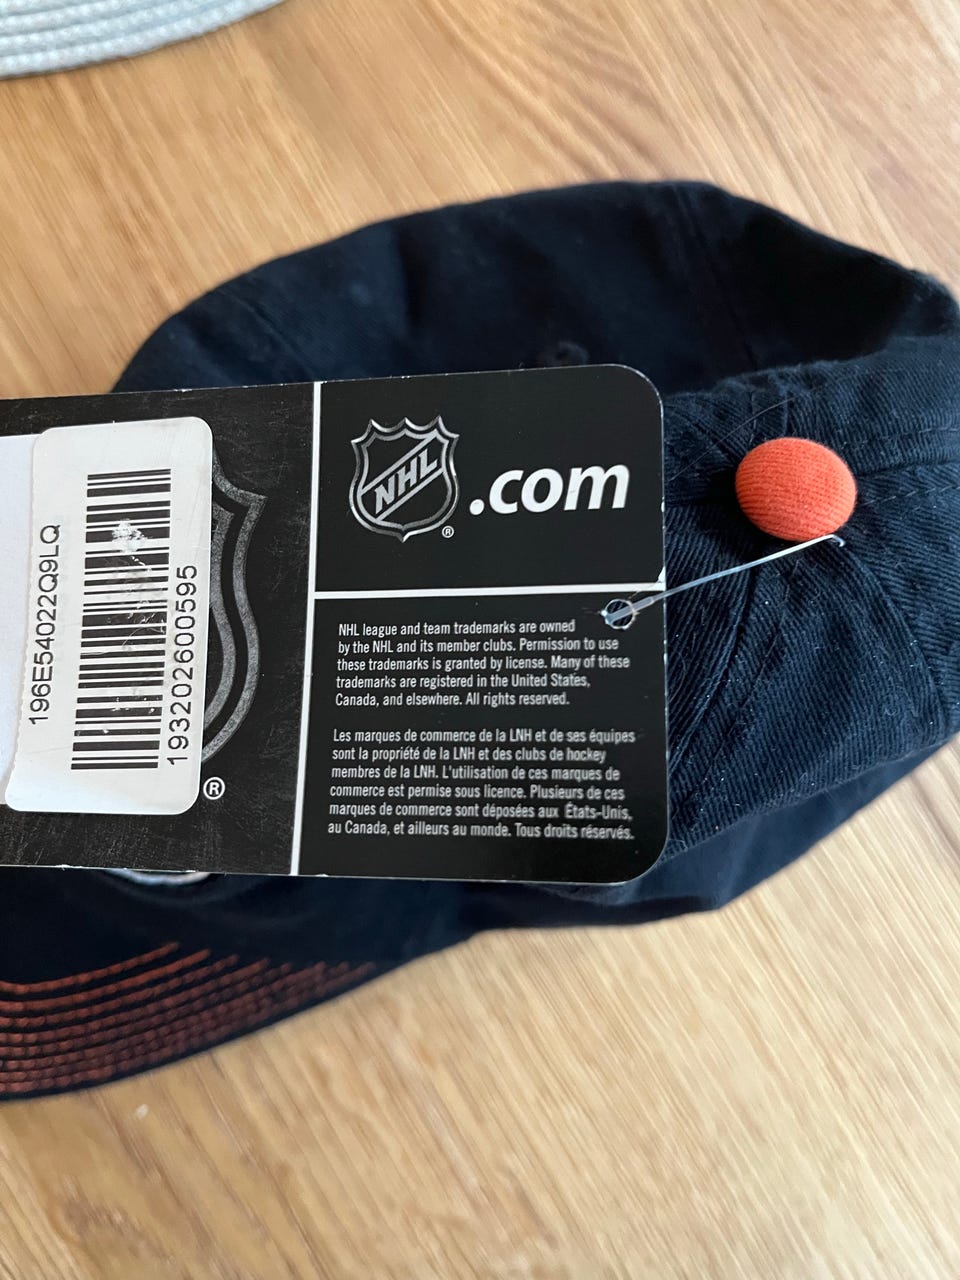 196E54022Q9LQ
193202600595
®
NHL
®
.com
NHL league and team trademarks are owned
by the NHL and its member clubs. Permission to use
these trademarks is granted by license. Many of these
trademarks are registered in the United States,
Canada, and elsewhere. All rights reserved.
Les marques de commerce de la LNH et de ses équipes
sont la propriété de la LNH et des clubs de hockey
membres de la LNH. L'utilisation de ces marques de
commerce est permise sous licence. Plusieurs de ces
marques de commerce sont déposées aux États-Unis,
au Canada, et ailleurs au monde. Tous droits réservés.